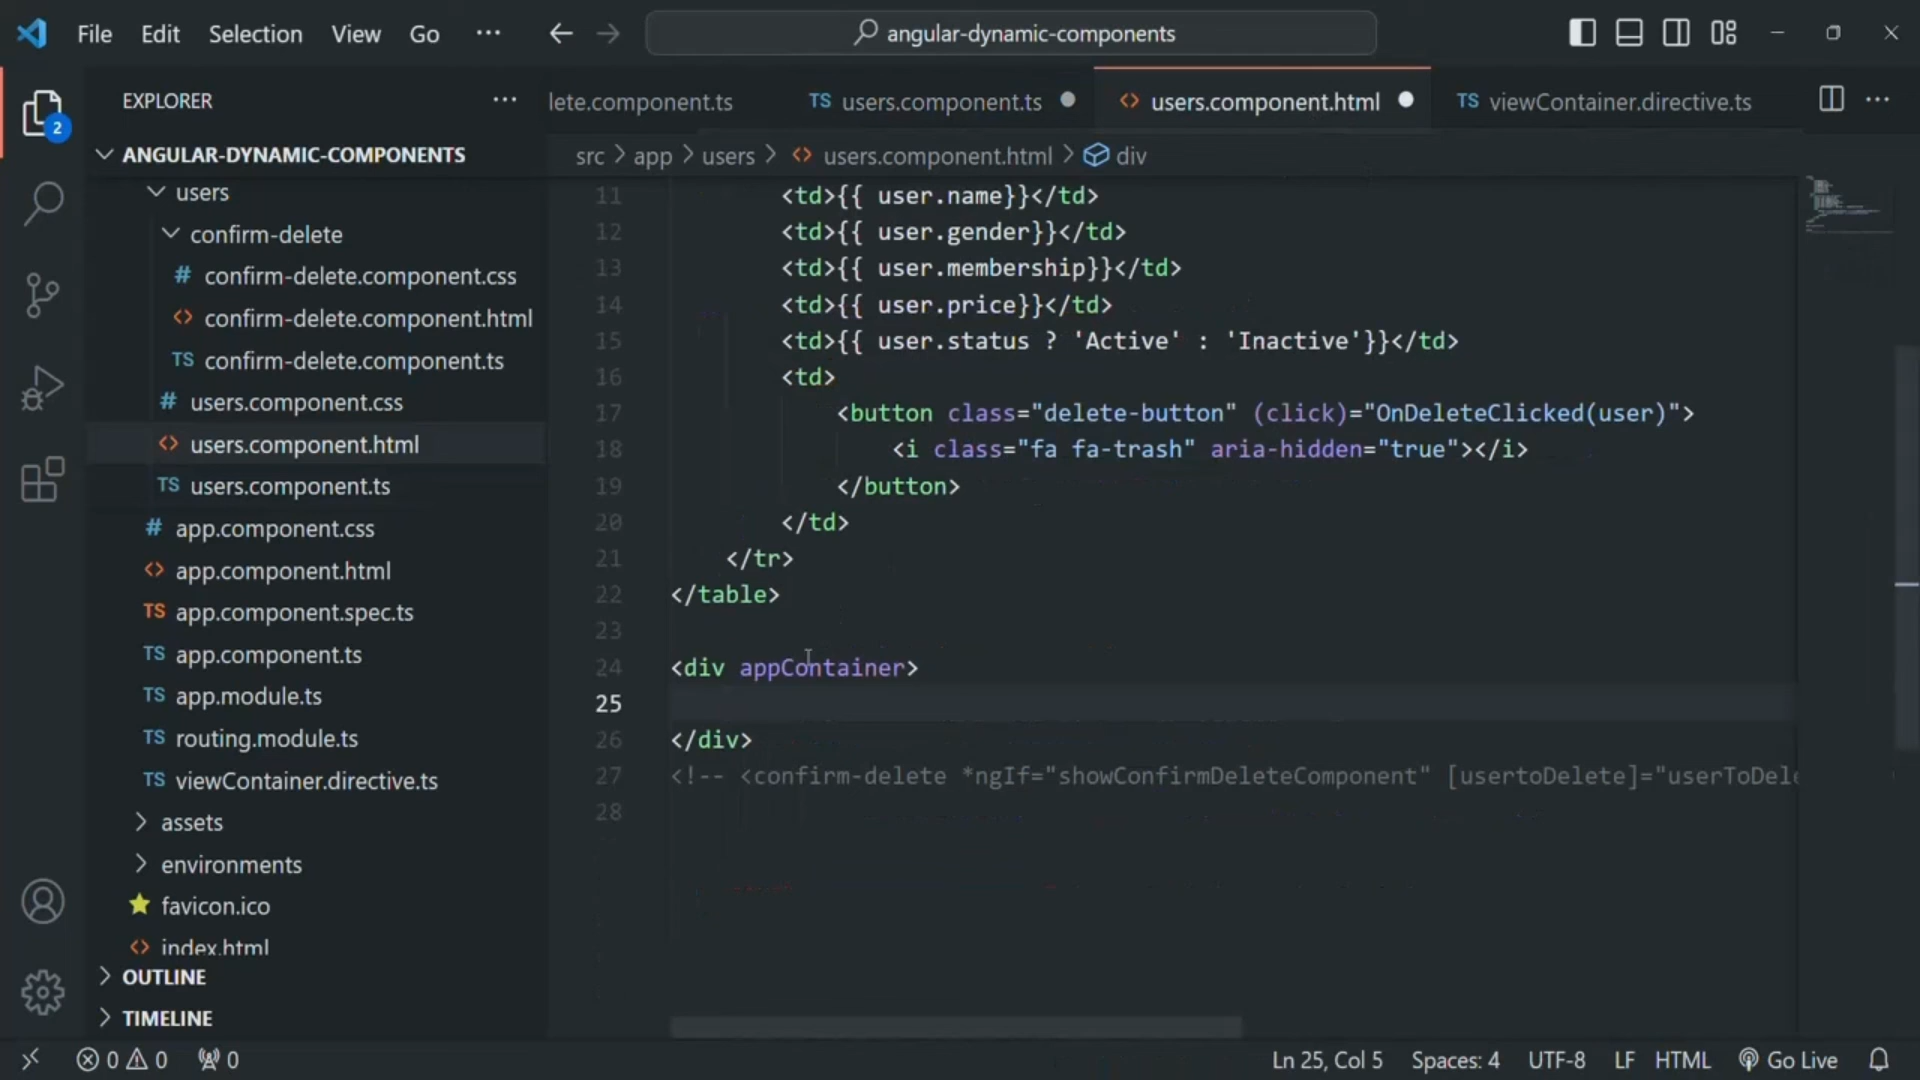 File Edit Selection View Go ···
angular-dynamic-components
2
EXPLORER
···
ANGULAR-DYNAMIC-COMPONENTS
users
confirm-delete
# confirm-delete.component.css
<> confirm-delete.component.html
TS confirm-delete.component.ts
# users.component.css
<> users.component.html
TS users.component.ts
# app.component.css
<> app.component.html
TS app.component.spec.ts
TS app.component.ts
TS app.module.ts
TS routing.module.ts
TS viewContainer.directive.ts
assets
environments
favicon.ico
<> index.html
OUTLINE
TIMELINE
lete.component.ts
TS users.component.ts
<> users.component.html
TS viewContainer.directive.ts
···
src > app > users > <> users.component.html > div
11 <td>{{ user.name}}</td>
12 <td>{{ user.gender}}</td>
13 <td>{{ user.membership}}</td>
14 <td>{{ user.price}}</td>
15 <td>{{ user.status ? 'Active' : 'Inactive'}}</td>
16 <td>
17 <button class="delete-button" (click)="OnDeleteClicked(user)">
18 <i class="fa fa-trash" aria-hidden="true"></i>
19 </button>
20 </td>
21 </tr>
22 </table>
23
24 <div appContainer>
25
26 </div>
27 <!-- <confirm-delete *ngIf="showConfirmDeleteComponent" [usertoDelete]="userToDele
28
0 0 0
Ln 25, Col 5 Spaces: 4 UTF-8 LF HTML Go Live